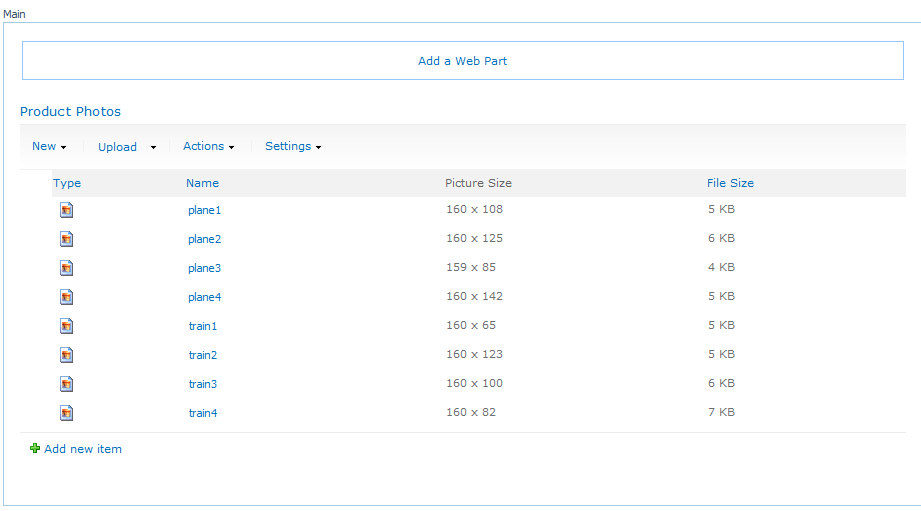 Main
Add a Web Part
Product Photos
New Upload Actions Settings
Type Name Picture Size File Size
plane1 160 x 108 5 KB
plane2 160 x 125 6 KB
plane3 159 x 85 4 KB
plane4 160 x 142 5 KB
train1 160 x 65 5 KB
train2 160 x 123 5 KB
train3 160 x 100 6 KB
train4 160 x 82 7 KB
Add new item